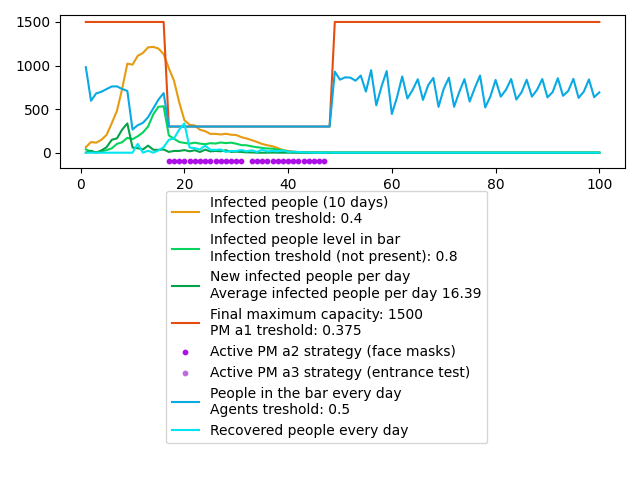 1500
1000
500
0
0 20 40 60 80 100
Infected people (10 days)
Infection treshold: 0.4
Infected people level in bar
Infection treshold (not present): 0.8
New infected people per day
Average infected people per day 16.39
Final maximum capacity: 1500
PM a1 treshold: 0.375
Active PM a2 strategy (face masks)
Active PM a3 strategy (entrance test)
People in the bar every day
Agents treshold: 0.5
Recovered people every day